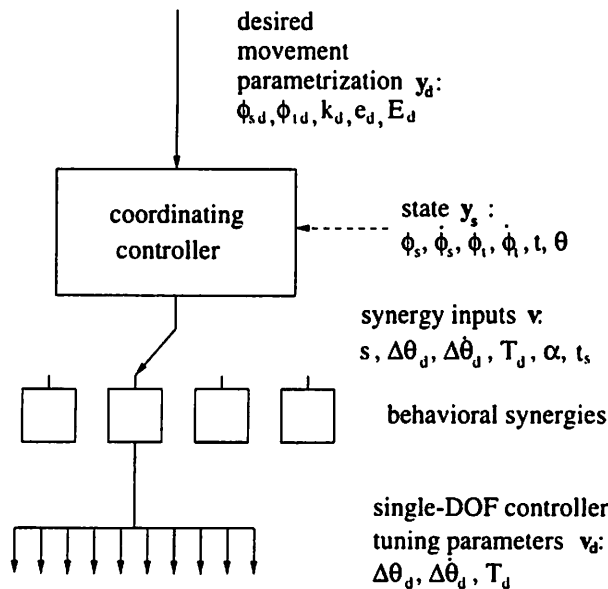 desired
movement
parametrization y_d:
ϕ_sd, ϕ_td, k_d, e_d, E_d
coordinating
controller
state y_s :
ϕ_s, ϕ̇_s, ϕ_t, ϕ̇_t, t, θ
synergy inputs v:
s, Δθ_d, Δθ̇_d, T_d, α, t_s
behavioral synergies
single-DOF controller
tuning parameters v_d:
Δθ_d, Δθ̇_d, T_d